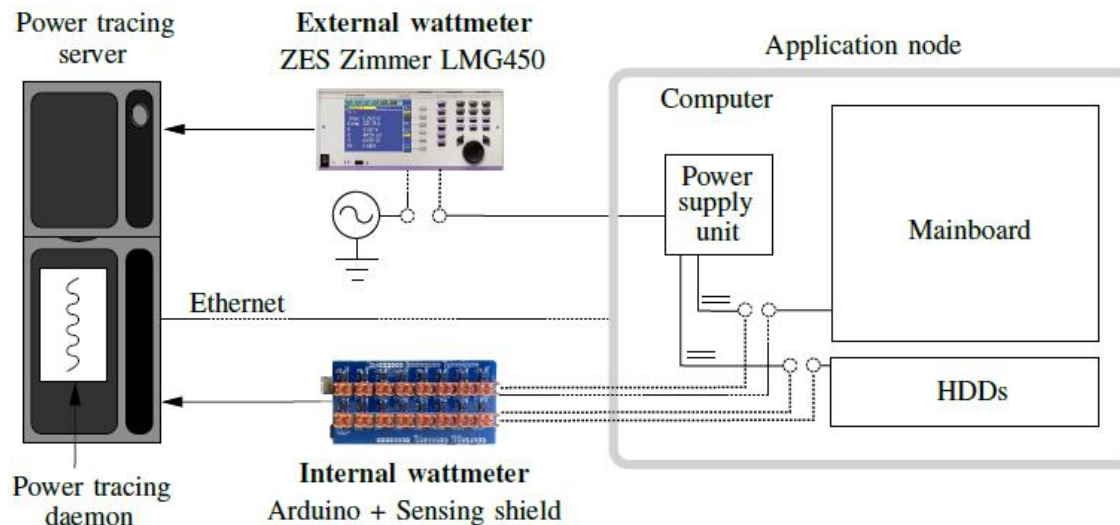 Power tracing
server
External wattmeter
ZES Zimmer LMG450
Application node
Computer
Power
supply
unit
Mainboard
Ethernet
HDDs
Internal wattmeter
Arduino + Sensing shield
Power tracing
daemon